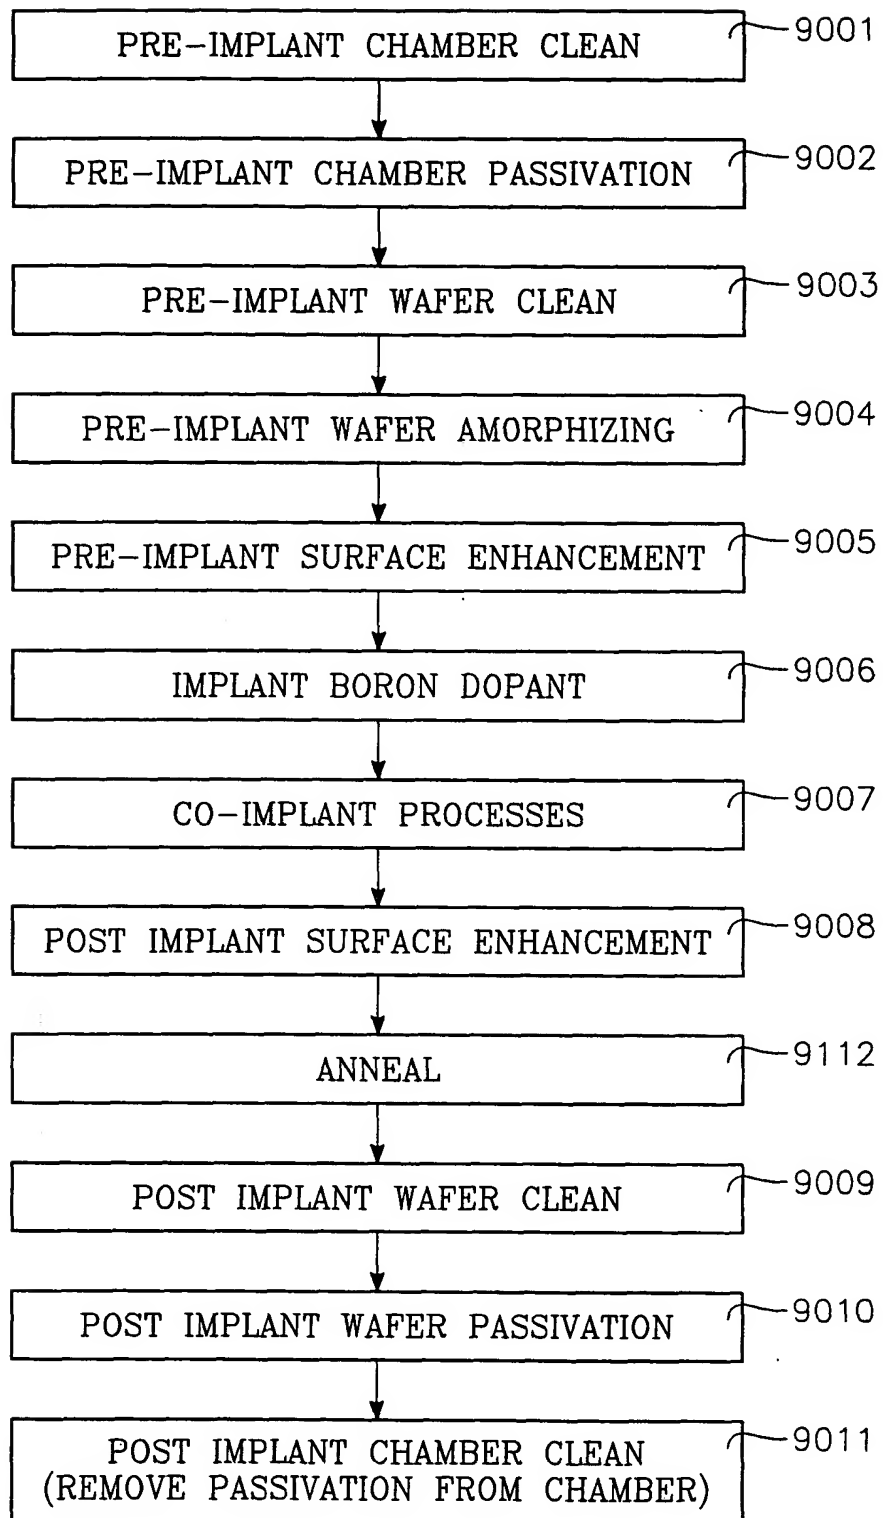 PRE-IMPLANT CHAMBER CLEAN 9001
PRE-IMPLANT CHAMBER PASSIVATION 9002
PRE-IMPLANT WAFER CLEAN 9003
PRE-IMPLANT WAFER AMORPHIZING 9004
PRE-IMPLANT SURFACE ENHANCEMENT 9005
IMPLANT BORON DOPANT 9006
CO-IMPLANT PROCESSES 9007
POST IMPLANT SURFACE ENHANCEMENT 9008
ANNEAL 9112
POST IMPLANT WAFER CLEAN 9009
POST IMPLANT WAFER PASSIVATION 9010
POST IMPLANT CHAMBER CLEAN 9011
(REMOVE PASSIVATION FROM CHAMBER)